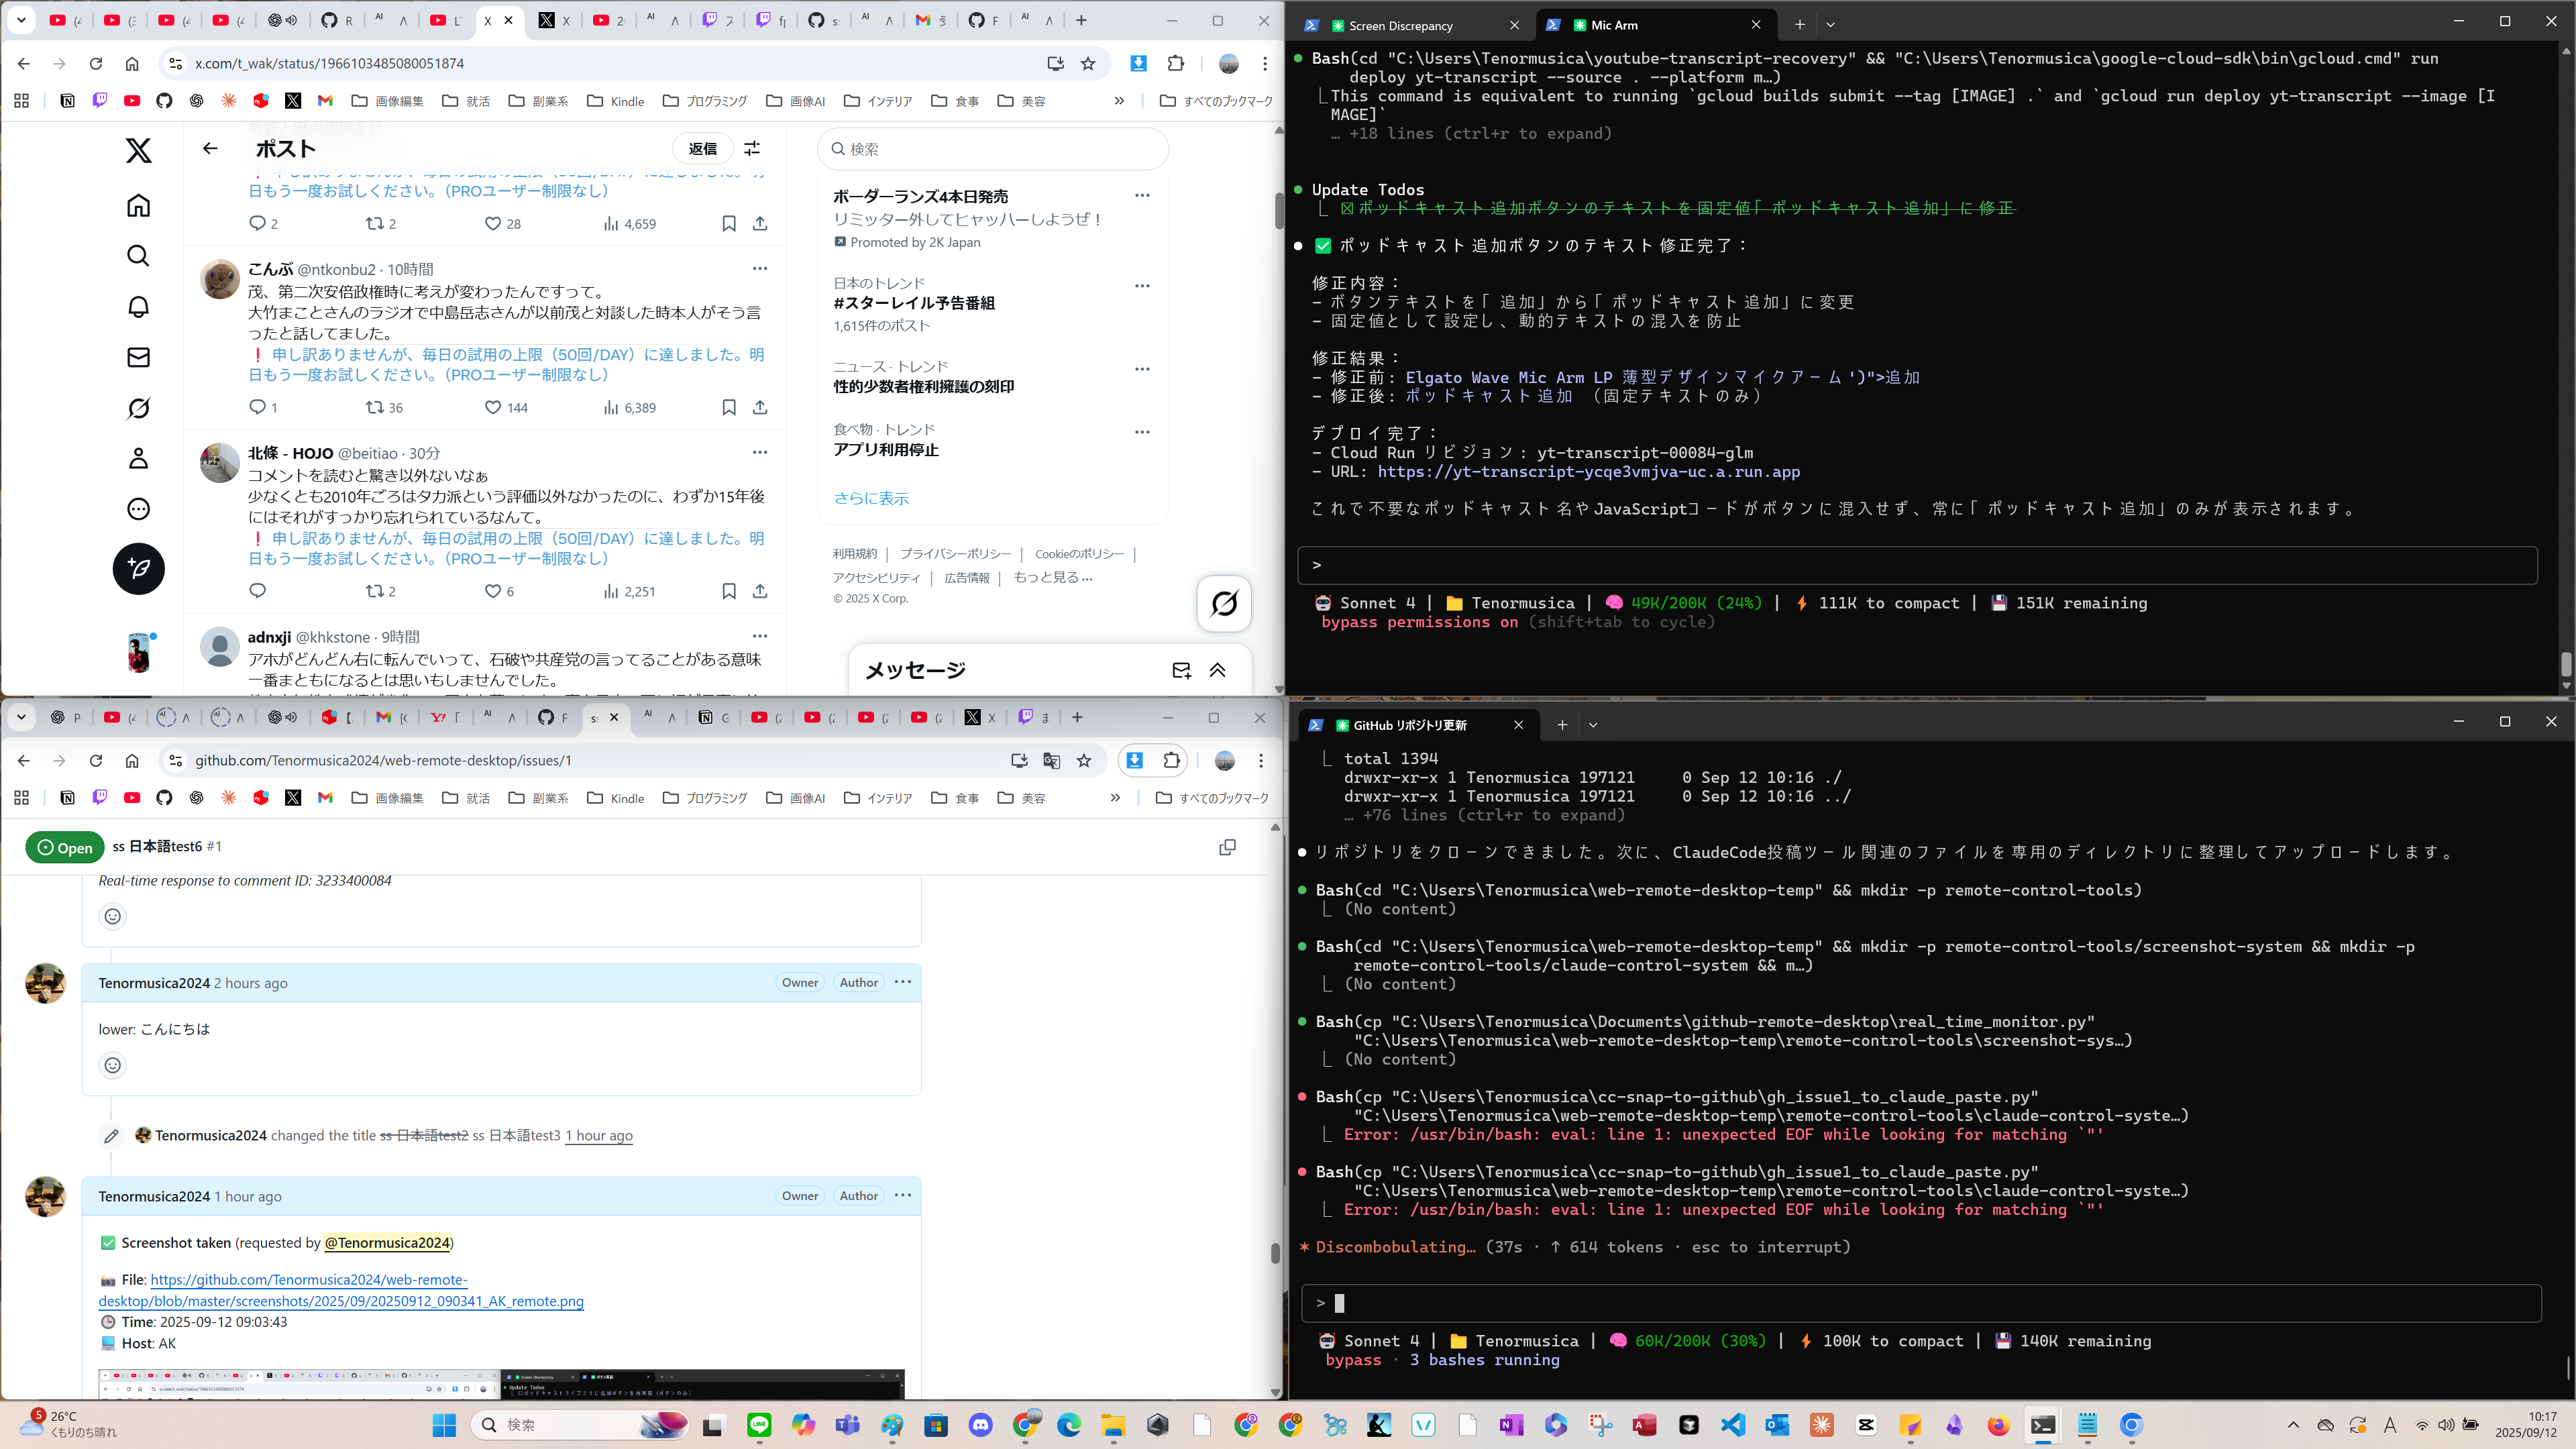 x.com/t_wak/status/1966103485080051874
画像編集
就活
副業系
Kindle
プログラミング
画像AI
インテリア
食事
美容
すべてのブックマーク
ポスト
返信
日もう一度お試しください。（PROユーザー制限なし）
2
2
28
4,659
こんぶ @ntkonbu2 · 10時間
茂、第二次安倍政権時に考えが変わったんですって。
大竹まことさんのラジオで中島岳志さんが以前茂と対談した時本人がそう言
ったと話してました。
❗ 申し訳ありませんが、毎日の試用の上限（50回/DAY）に達しました。明
日もう一度お試しください。（PROユーザー制限なし）
1
36
144
6,389
北條 - HOJO @beitiao · 30分
コメントを読むと驚き以外ないなぁ
少なくとも2010年ごろはタカ派という評価以外なかったのに、わずか15年後
にはそれがすっかり忘れられているなんて。
❗ 申し訳ありませんが、毎日の試用の上限（50回/DAY）に達しました。明
日もう一度お試しください。（PROユーザー制限なし）
2
6
2,251
adnxji @khkstone · 9時間
アホがどんどん右に転んでいって、石破や共産党の言ってることがある意味
一番まともになるとは思いもしませんでした。
検索
ボーダーランズ4本日発売
リミッター外してヒャッハーしようぜ！
Promoted by 2K Japan
日本のトレンド
#スターレイル予告番組
1,615件のポスト
ニュース · トレンド
性的少数者権利擁護の刻印
食べ物 · トレンド
アプリ利用停止
さらに表示
利用規約 | プライバシーポリシー | Cookieのポリシー |
アクセシビリティ | 広告情報 | もっと見る ...
© 2025 X Corp.
メッセージ
Screen Discrepancy
Mic Arm
Bash(cd "C:\Users\Tenormusica\youtube-transcript-recovery" && "C:\Users\Tenormusica\google-cloud-sdk\bin\gcloud.cmd" run
deploy yt-transcript --source . --platform m…)
This command is equivalent to running `gcloud builds submit --tag [IMAGE] .` and `gcloud run deploy yt-transcript --image [I
MAGE]`
… +18 lines (ctrl+r to expand)
Update Todos
☒ ポッドキャスト追加ボタンのテキストを固定値「ポッドキャスト追加」に修正
✅ ポッドキャスト追加ボタンのテキスト修正完了：
修正内容：
- ボタンテキストを「追加」から「ポッドキャスト追加」に変更
- 固定値として設定し、動的テキストの混入を防止
修正結果：
- 修正前: Elgato Wave Mic Arm LP 薄型デザインマイクアーム')">追加
- 修正後: ポッドキャスト追加 （固定テキストのみ）
デプロイ完了：
- Cloud Run リビジョン: yt-transcript-00084-glm
- URL: https://yt-transcript-ycqe3vmjva-uc.a.run.app
これで不要なポッドキャスト名やJavaScriptコードがボタンに混入せず、常に「ポッドキャスト追加」のみが表示されます。
>
Sonnet 4 | Tenormusica | 49K/200K (24%) | 111K to compact | 151K remaining
bypass permissions on (shift+tab to cycle)
github.com/Tenormusica2024/web-remote-desktop/issues/1
画像編集
就活
副業系
Kindle
プログラミング
画像AI
インテリア
食事
美容
すべてのブックマーク
Open
ss 日本語test6 #1
Real-time response to comment ID: 3233400084
Tenormusica2024 2 hours ago
Owner
Author
lower: こんにちは
Tenormusica2024 changed the title ss 日本語test2 ss 日本語test3 1 hour ago
Tenormusica2024 1 hour ago
Owner
Author
✅ Screenshot taken (requested by @Tenormusica2024)
File: https://github.com/Tenormusica2024/web-remote-
desktop/blob/master/screenshots/2025/09/20250912_090341_AK_remote.png
Time: 2025-09-12 09:03:43
Host: AK
GitHub リポジトリ更新
total 1394
drwxr-xr-x 1 Tenormusica 197121 0 Sep 12 10:16 ./
drwxr-xr-x 1 Tenormusica 197121 0 Sep 12 10:16 ../
… +76 lines (ctrl+r to expand)
リポジトリをクローンできました。次に、ClaudeCode投稿ツール関連のファイルを専用のディレクトリに整理してアップロードします。
Bash(cd "C:\Users\Tenormusica\web-remote-desktop-temp" && mkdir -p remote-control-tools)
(No content)
Bash(cd "C:\Users\Tenormusica\web-remote-desktop-temp" && mkdir -p remote-control-tools/screenshot-system && mkdir -p
remote-control-tools/claude-control-system && m…)
(No content)
Bash(cp "C:\Users\Tenormusica\Documents\github-remote-desktop\real_time_monitor.py"
"C:\Users\Tenormusica\web-remote-desktop-temp\remote-control-tools\screenshot-sys…)
(No content)
Bash(cp "C:\Users\Tenormusica\cc-snap-to-github\gh_issue1_to_claude_paste.py"
"C:\Users\Tenormusica\web-remote-desktop-temp\remote-control-tools\claude-control-syste…)
Error: /usr/bin/bash: eval: line 1: unexpected EOF while looking for matching `"'
Bash(cp "C:\Users\Tenormusica\cc-snap-to-github\gh_issue1_to_claude_paste.py"
"C:\Users\Tenormusica\web-remote-desktop-temp\remote-control-tools\claude-control-syste…)
Error: /usr/bin/bash: eval: line 1: unexpected EOF while looking for matching `"'
Discombobulating… (37s · ↑ 614 tokens · esc to interrupt)
>
Sonnet 4 | Tenormusica | 60K/200K (30%) | 100K to compact | 140K remaining
bypass · 3 bashes running
5
26°C
くもりのち晴れ
検索
A
10:17
2025/09/12